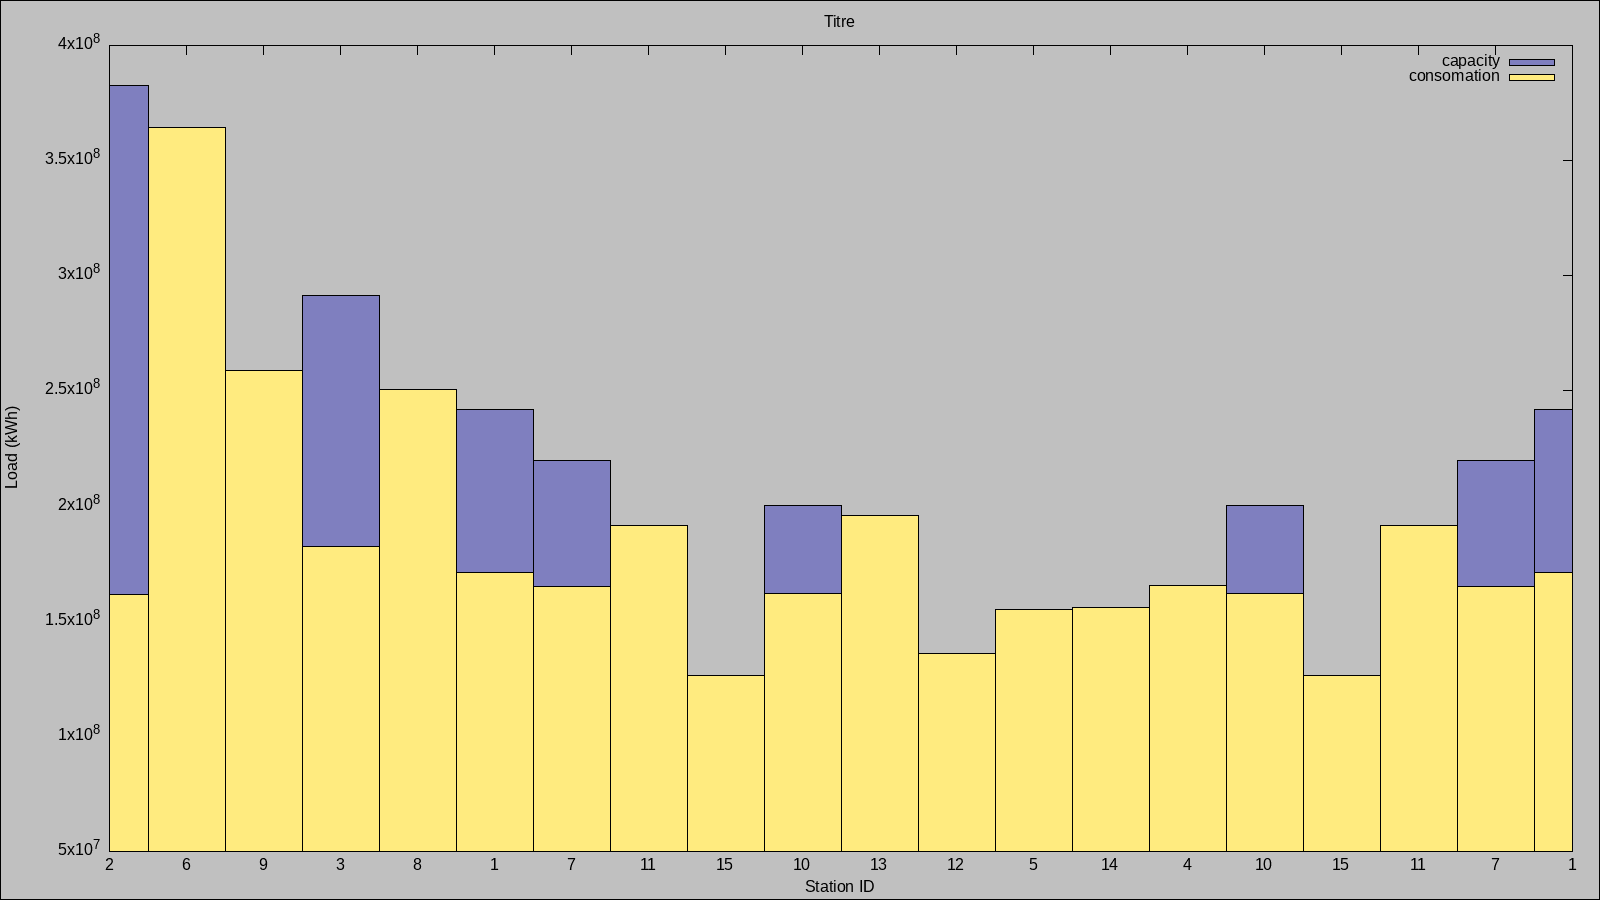 Titre
capacity
consomation
4x10^8
3.5x10^8
3x10^8
2.5x10^8
2x10^8
1.5x10^8
1x10^8
5x10^7
Load (kWh)
2 6 9 3 8 1 7 11 15 10 13 12 5 14 4 10 15 11 7 1
Station ID